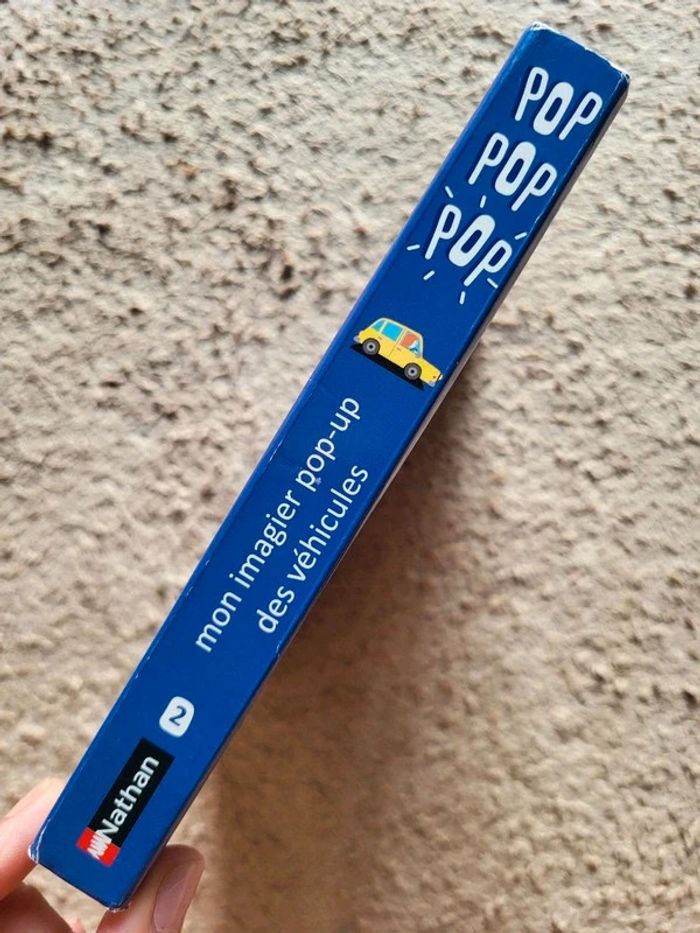 POP
POP
POP
mon imagier pop-up
des véhicules
2
Nathan